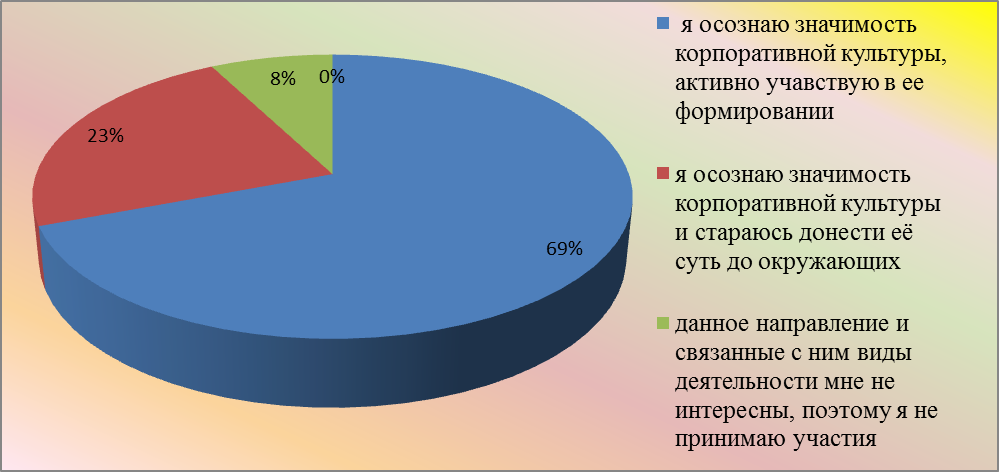 8%
0%
23%
69%
я осознаю значимость
корпоративной культуры,
активно учавствую в ее
формировании
я осознаю значимость
корпоративной культуры
и стараюсь донести её
суть до окружающих
данное направление и
связанные с ним виды
деятельности мне не
интересны, поэтому я не
принимаю участия